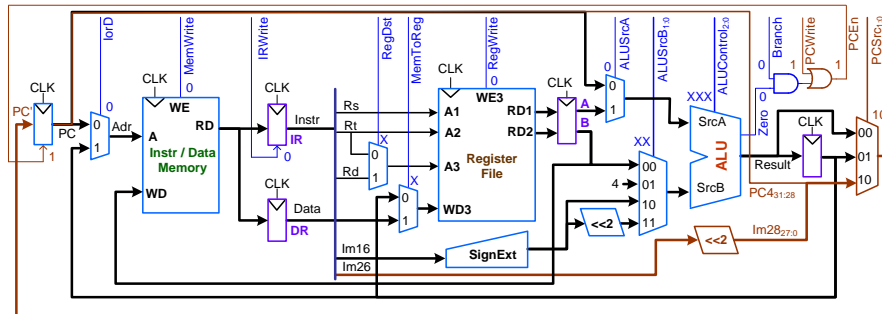 IorD
MemWrite
IRWrite
RegDst
MemToReg
RegWrite
ALUSrcA
ALUSrcB1:0
ALUControl2:0
Branch
PCWrite
PCEn
PCSrc1:0
0
0
0
0
XXX
0
1
1
10
CLK
PC'
PC
1
0
1
0
Adr
CLK
WE
A
RD
Instr / Data
Memory
WD
CLK
Instr
IR
0
CLK
Data
DR
Rs
Rt
Rd
0
1
X
X
0
1
CLK
WE3
A1
A2
A3
WD3
RD1
RD2
Register
File
CLK
A
B
0
1
XX
00
4
01
10
11
Im16
SignExt
<<2
Im26
<<2
Im2827:0
SrcA
SrcB
ALU
Zero
0
Result
CLK
PC431:28
00
01
10